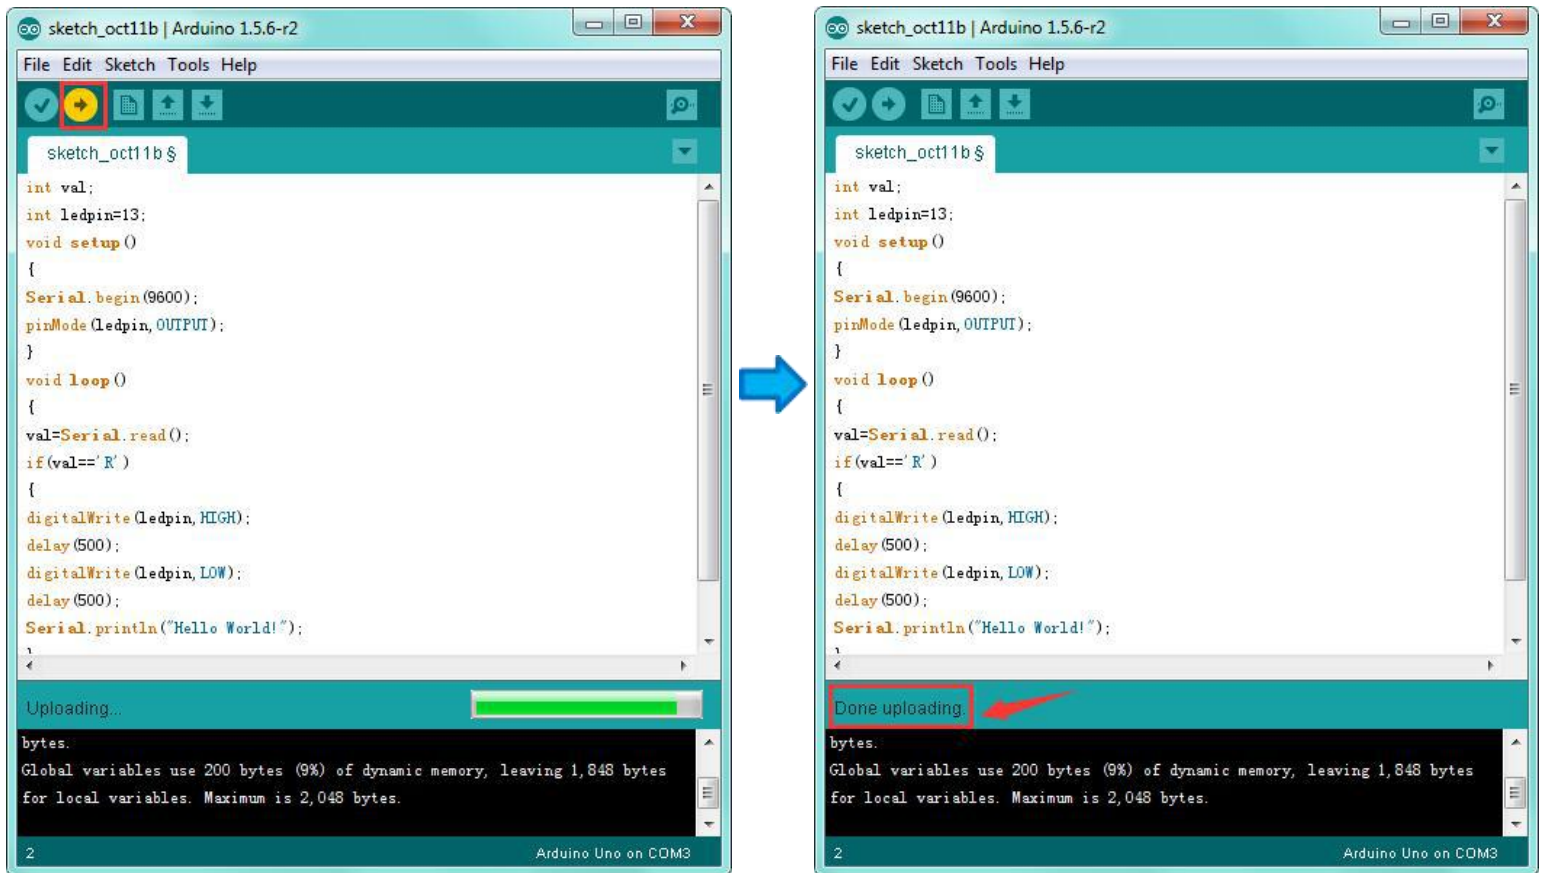 sketch_oct11b | Arduino 1.5.6-r2
File Edit Sketch Tools Help
sketch_oct11b §
int val;
int ledpin=13;
void setup()
{
Serial.begin(9600);
pinMode(ledpin,OUTPUT);
}
void loop()
{
val=Serial.read();
if(val=='R')
{
digitalWrite(ledpin,HIGH);
delay(500);
digitalWrite(ledpin,LOW);
delay(500);
Serial.println("Hello World!");
Uploading...
bytes.
Global variables use 200 bytes (9%) of dynamic memory, leaving 1,848 bytes
for local variables. Maximum is 2,048 bytes.
2
Arduino Uno on COM3
sketch_oct11b | Arduino 1.5.6-r2
File Edit Sketch Tools Help
sketch_oct11b §
int val;
int ledpin=13;
void setup()
{
Serial.begin(9600);
pinMode(ledpin,OUTPUT);
}
void loop()
{
val=Serial.read();
if(val=='R')
{
digitalWrite(ledpin,HIGH);
delay(500);
digitalWrite(ledpin,LOW);
delay(500);
Serial.println("Hello World!");
Done uploading.
bytes.
Global variables use 200 bytes (9%) of dynamic memory, leaving 1,848 bytes
for local variables. Maximum is 2,048 bytes.
2
Arduino Uno on COM3